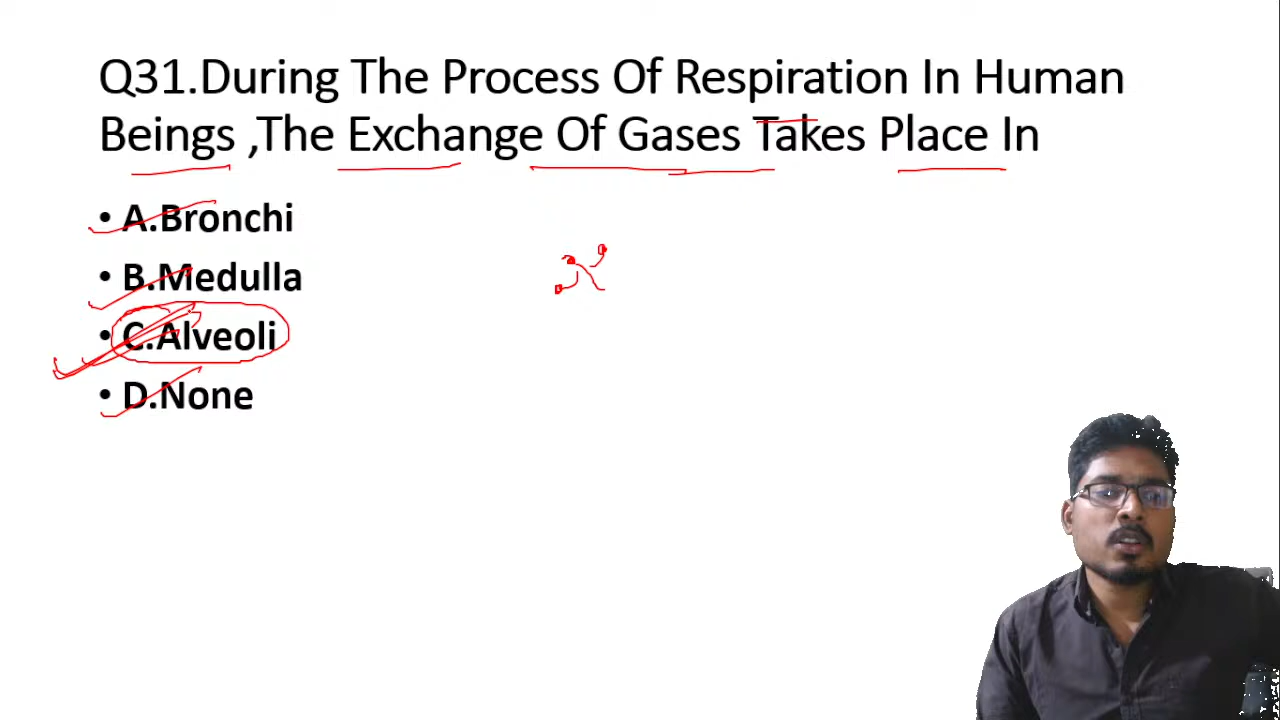 Q31.During The Process Of Respiration In Human
Beings ,The Exchange Of Gases Takes Place In
• A.Bronchi
• B.Medulla
• C.Alveoli
• D.None